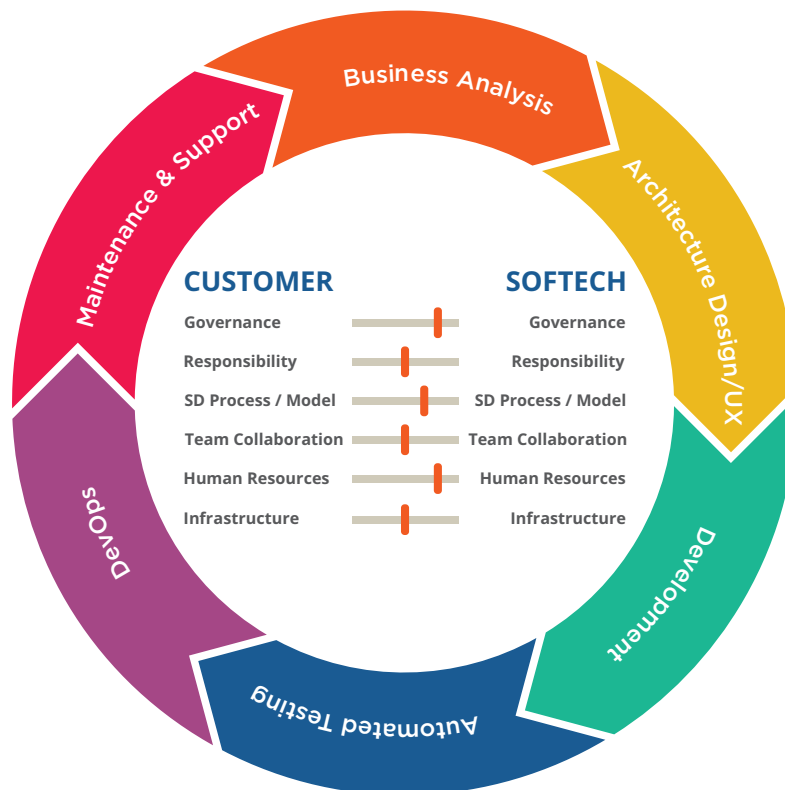 Business Analysis
Architecture Design/UX
Development
Automated Testing
DevOps
Maintenance & Support
CUSTOMER SOFTECH
Governance Governance
Responsibility Responsibility
SD Process / Model SD Process / Model
Team Collaboration Team Collaboration
Human Resources Human Resources
Infrastructure Infrastructure